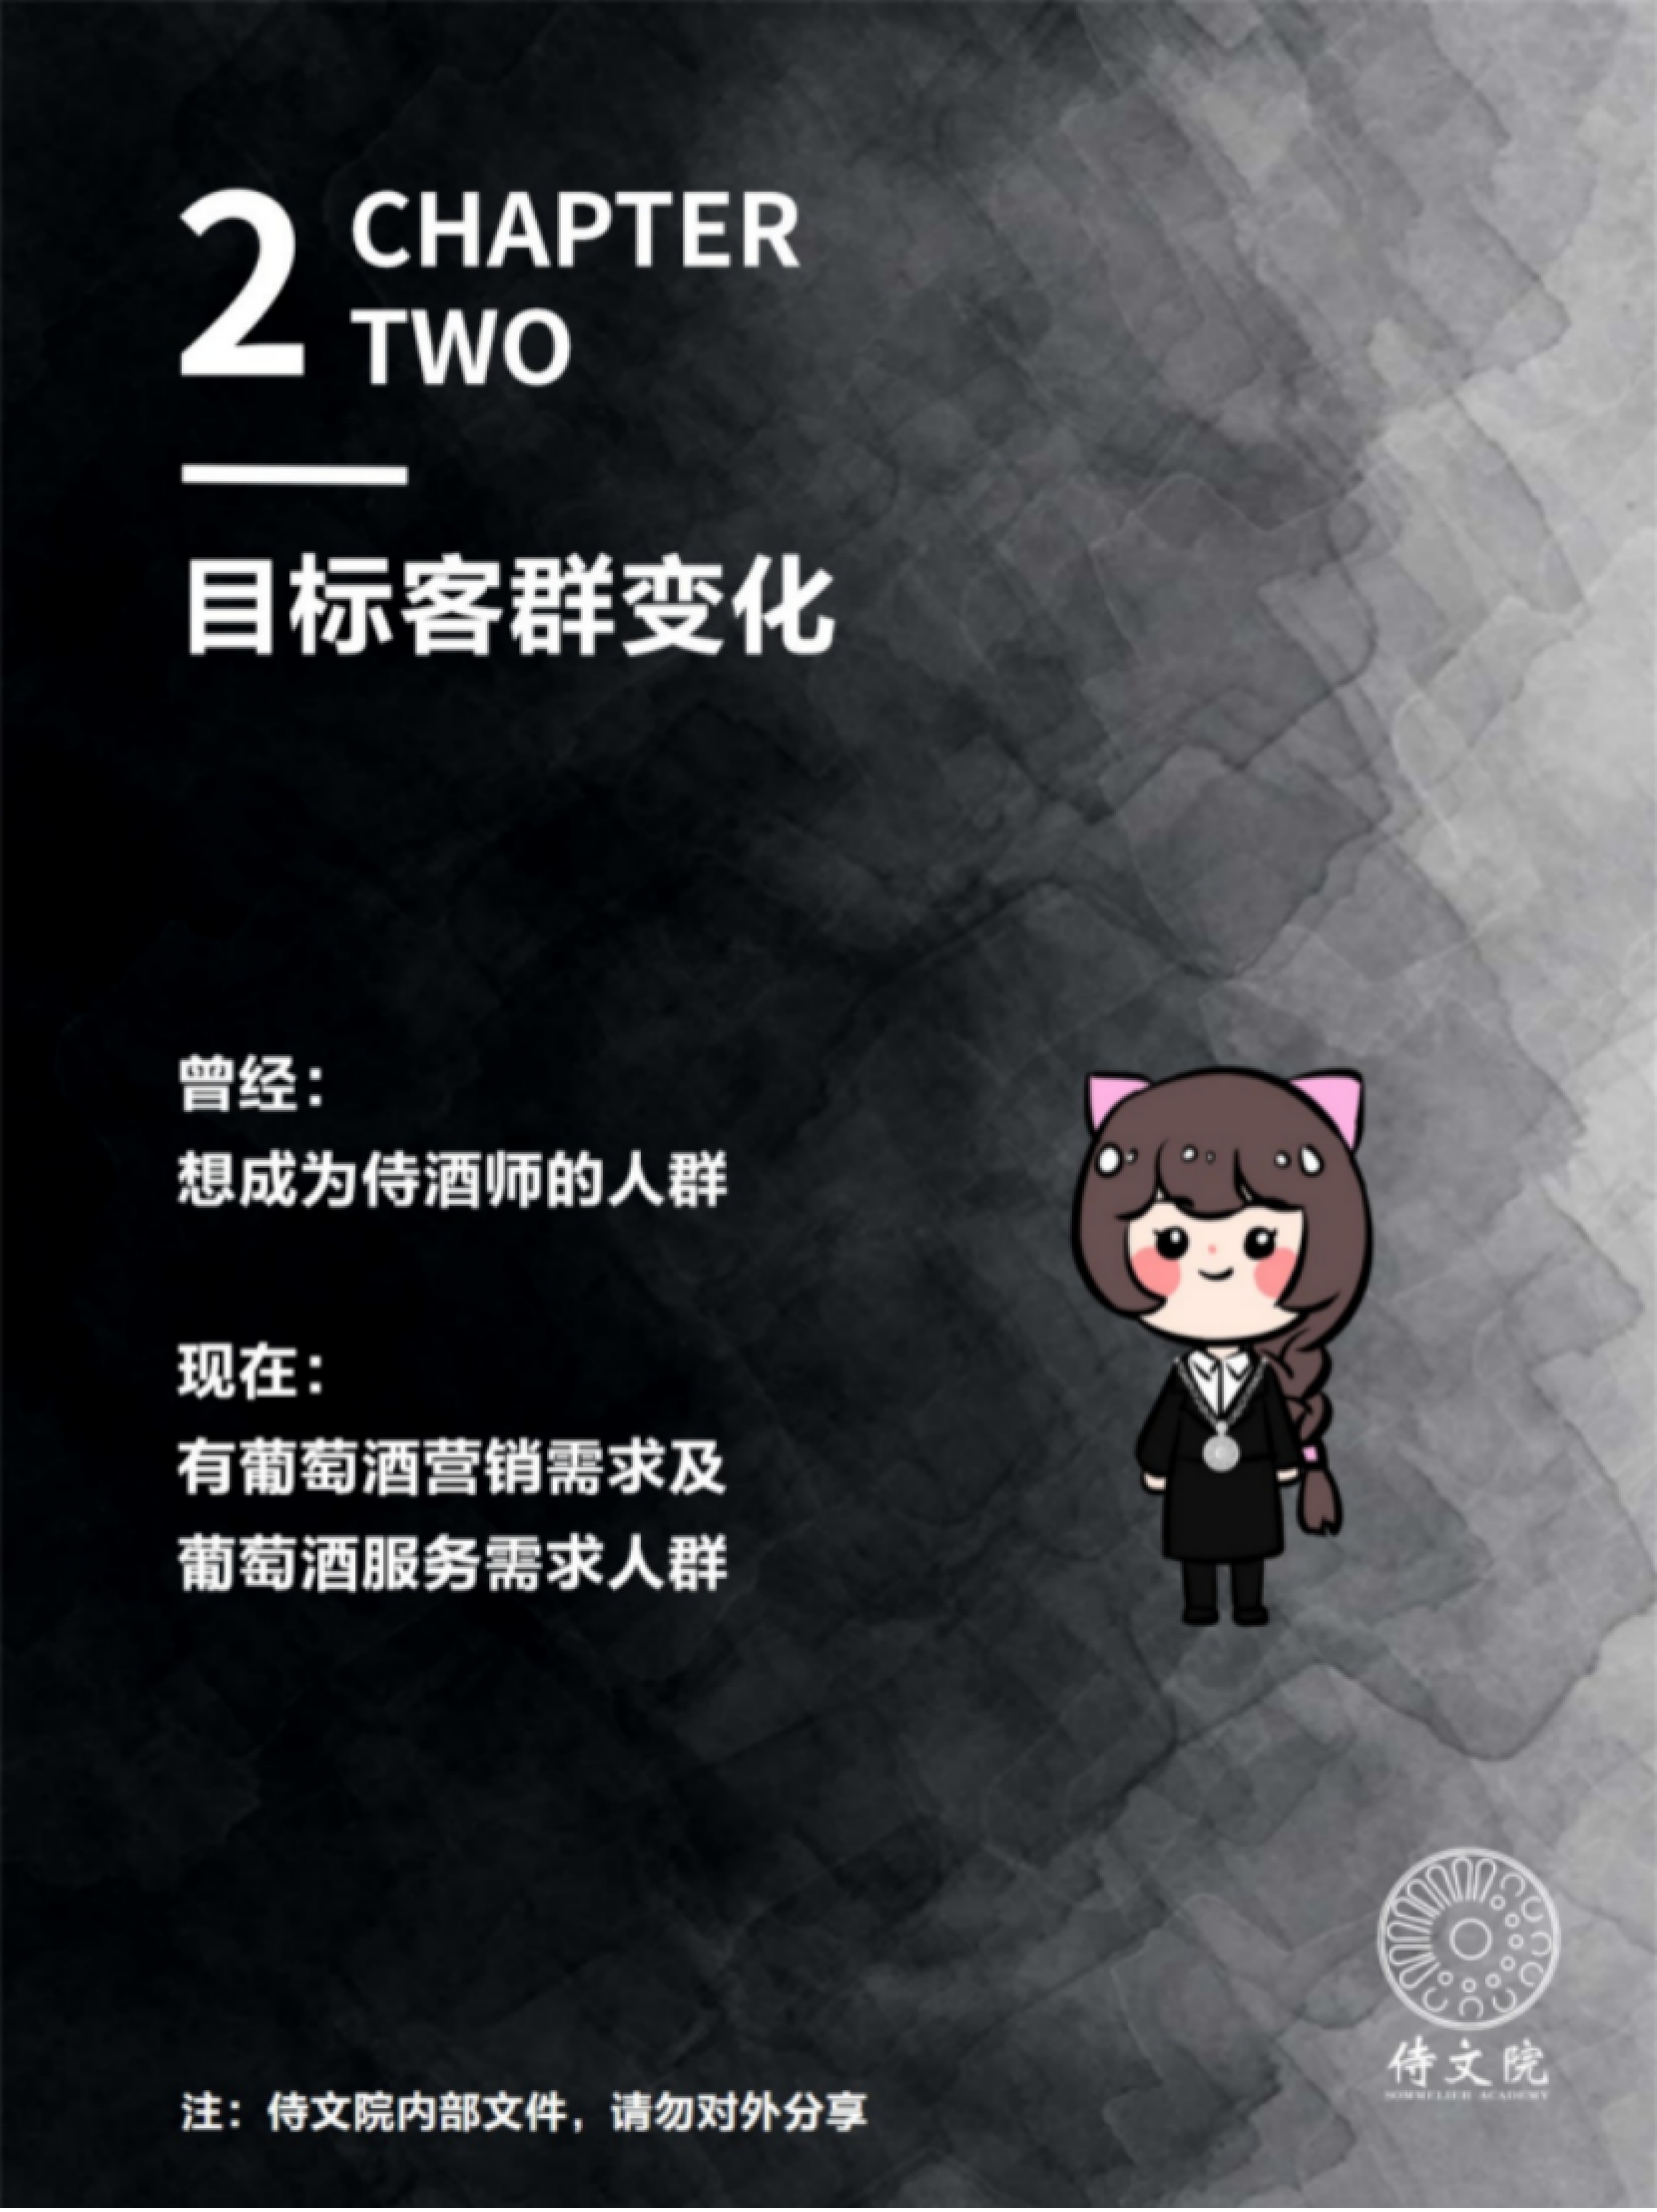 2
CHAPTER
TWO
目标客群变化
曾经：
想成为侍酒师的人群
现在：
有葡萄酒营销需求及
葡萄酒服务需求人群
侍文院
SOMMELIER ACADEMY
注：侍文院内部文件，请勿对外分享